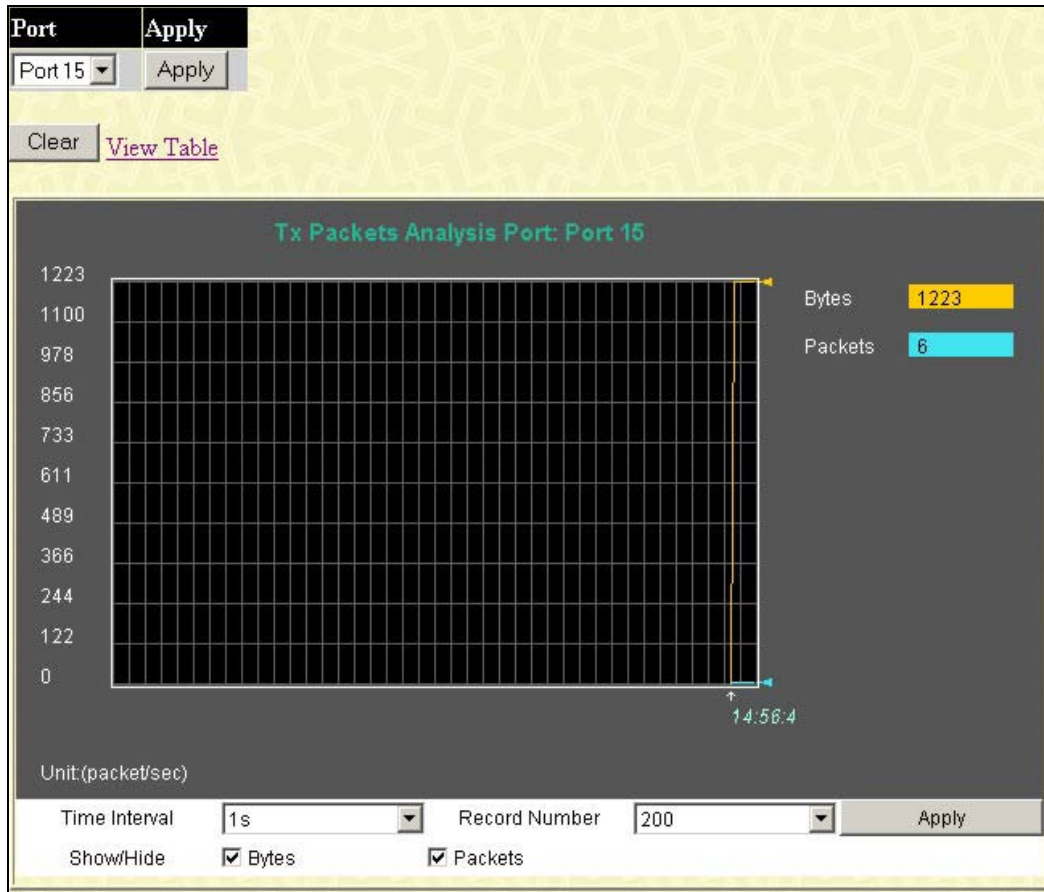 Port Apply
Port 15 Apply
Clear View Table
Tx Packets Analysis Port: Port 15
1223
1100
978
856
733
611
489
366
244
122
0
Bytes 1223
Packets 6
14:56:4
Unit:(packet/sec)
Time Interval 1s Record Number 200 Apply
Show/Hide Bytes Packets